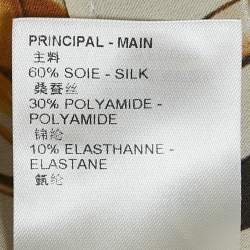 PRINCIPAL - MAIN
主料
60% SOIE - SILK
桑蚕丝
30% POLYAMIDE -
POLYAMIDE
锦纶
10% ELASTHANNE -
ELASTANE
氨纶